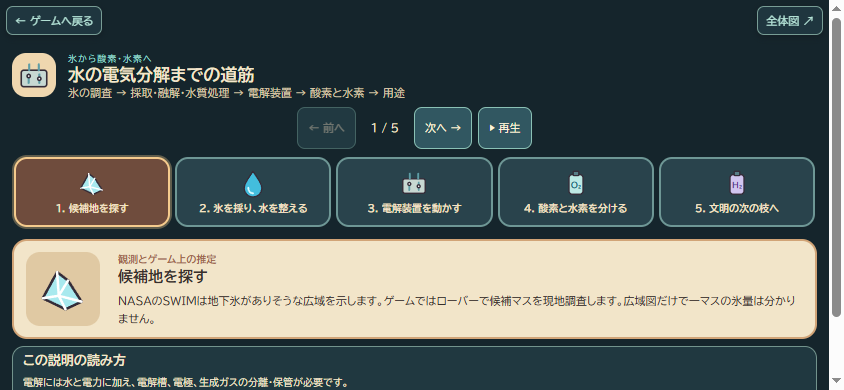 ← ゲームへ戻る
全体図 ↗
氷から酸素・水素へ
水の電気分解までの道筋
氷の調査 → 採取・融解・水質処理 → 電解装置 → 酸素と水素 → 用途
← 前へ
1 / 5
次へ →
▶ 再生
1. 候補地を探す
2. 氷を採り、水を整える
3. 電解装置を動かす
O₂
4. 酸素と水素を分ける
H₂
5. 文明の次の枝へ
観測とゲーム上の推定
候補地を探す
NASAのSWIMは地下氷がありそうな広域を示します。ゲームではローバーで候補マスを現地調査します。広域図だけで一マスの氷量は分かり
ません。
この説明の読み方
電解には水と電力に加え、電解槽、電極、生成ガスの分離・保管が必要です。